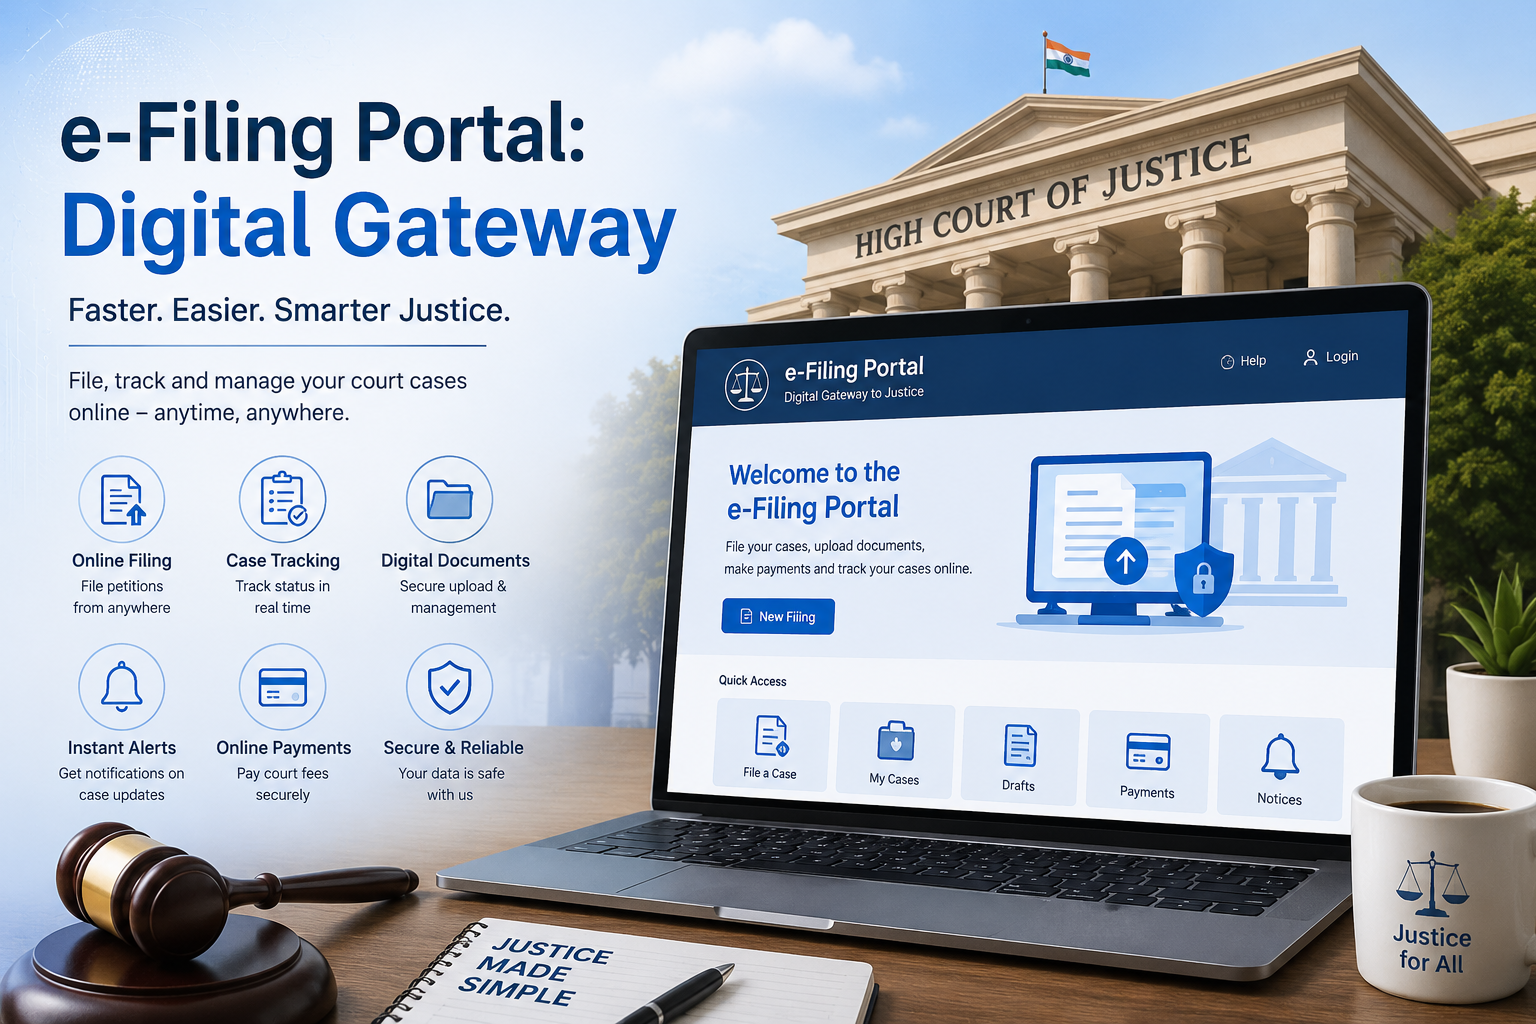 e-Filing Portal:
Digital Gateway
Faster. Easier. Smarter Justice.
File, track and manage your court cases
online – anytime, anywhere.
Online Filing
File petitions
from anywhere
Case Tracking
Track status in
real time
Digital Documents
Secure upload &
management
Instant Alerts
Get notifications on
case updates
Online Payments
Pay court fees
securely
Secure & Reliable
Your data is safe
with us
HIGH COURT OF JUSTICE
e-Filing Portal
Digital Gateway to Justice
Help
Login
Welcome to the
e-Filing Portal
File your cases, upload documents,
make payments and track your cases online.
New Filing
Quick Access
File a Case
My Cases
Drafts
Payments
Notices
JUSTICE
MADE
SIMPLE
Justice
for All